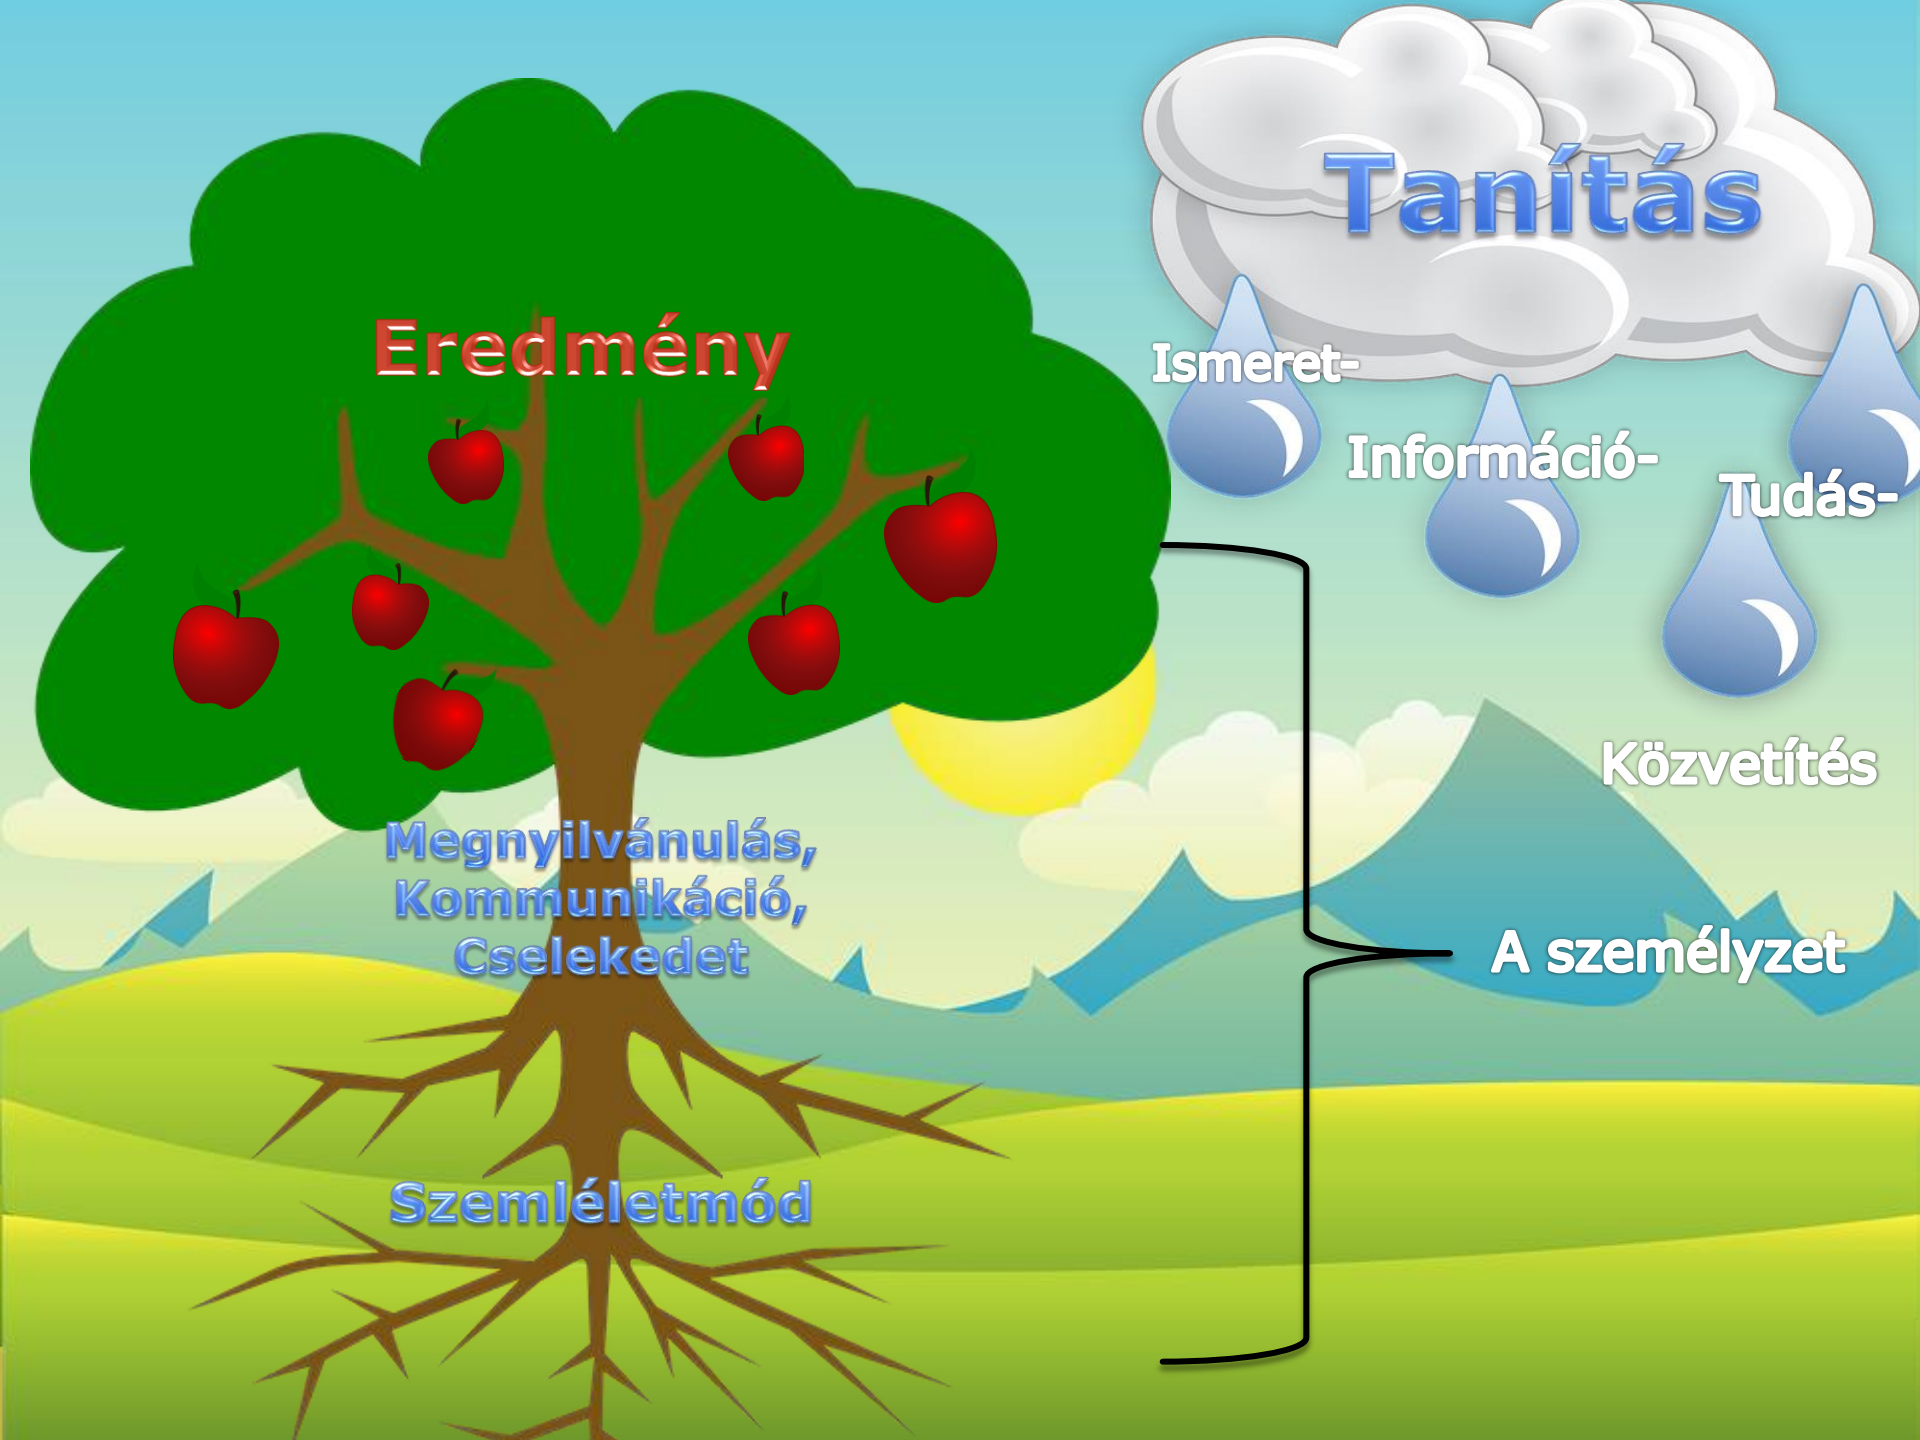 Tanítás
Eredmény
Ismeret-
Információ-
Tudás-
Közvetítés
Megnyilvánulás,
Kommunikáció,
Cselekedet
A személyzet
Szemléletmód